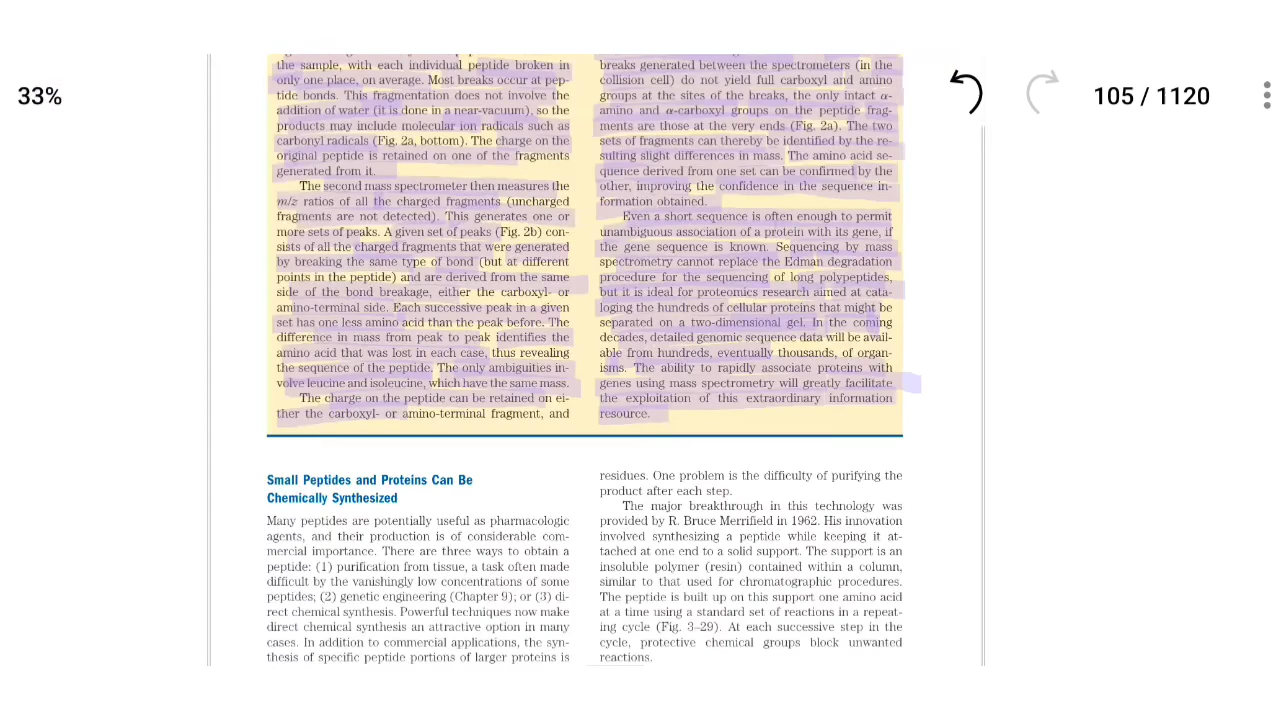 33%
105 / 1120
the sample, with each individual peptide broken in
only one place, on average. Most breaks occur at pep-
tide bonds. This fragmentation does not involve the
addition of water (it is done in a near-vacuum), so the
products may include molecular ion radicals such as
carbonyl radicals (Fig. 2a, bottom). The charge on the
original peptide is retained on one of the fragments
generated from it.
The second mass spectrometer then measures the
m/z ratios of all the charged fragments (uncharged
fragments are not detected). This generates one or
more sets of peaks. A given set of peaks (Fig. 2b) con-
sists of all the charged fragments that were generated
by breaking the same type of bond (but at different
points in the peptide) and are derived from the same
side of the bond breakage, either the carboxyl- or
amino-terminal side. Each successive peak in a given
set has one less amino acid than the peak before. The
difference in mass from peak to peak identifies the
amino acid that was lost in each case, thus revealing
the sequence of the peptide. The only ambiguities in-
volve leucine and isoleucine, which have the same mass.
The charge on the peptide can be retained on ei-
ther the carboxyl- or amino-terminal fragment, and
breaks generated between the spectrometers (in the
collision cell) do not yield full carboxyl and amino
groups at the sites of the breaks, the only intact α-
amino and α-carboxyl groups on the peptide frag-
ments are those at the very ends (Fig. 2a). The two
sets of fragments can thereby be identified by the re-
sulting slight differences in mass. The amino acid se-
quence derived from one set can be confirmed by the
other, improving the confidence in the sequence in-
formation obtained.
Even a short sequence is often enough to permit
unambiguous association of a protein with its gene, if
the gene sequence is known. Sequencing by mass
spectrometry cannot replace the Edman degradation
procedure for the sequencing of long polypeptides,
but it is ideal for proteomics research aimed at cata-
loging the hundreds of cellular proteins that might be
separated on a two-dimensional gel. In the coming
decades, detailed genomic sequence data will be avail-
able from hundreds, eventually thousands, of organ-
isms. The ability to rapidly associate proteins with
genes using mass spectrometry will greatly facilitate
the exploitation of this extraordinary information
resource.
Small Peptides and Proteins Can Be
Chemically Synthesized
Many peptides are potentially useful as pharmacologic
agents, and their production is of considerable com-
mercial importance. There are three ways to obtain a
peptide: (1) purification from tissue, a task often made
difficult by the vanishingly low concentrations of some
peptides; (2) genetic engineering (Chapter 9); or (3) di-
rect chemical synthesis. Powerful techniques now make
direct chemical synthesis an attractive option in many
cases. In addition to commercial applications, the syn-
thesis of specific peptide portions of larger proteins is
residues. One problem is the difficulty of purifying the
product after each step.
The major breakthrough in this technology was
provided by R. Bruce Merrifield in 1962. His innovation
involved synthesizing a peptide while keeping it at-
tached at one end to a solid support. The support is an
insoluble polymer (resin) contained within a column,
similar to that used for chromatographic procedures.
The peptide is built up on this support one amino acid
at a time using a standard set of reactions in a repeat-
ing cycle (Fig. 3–29). At each successive step in the
cycle, protective chemical groups block unwanted
reactions.